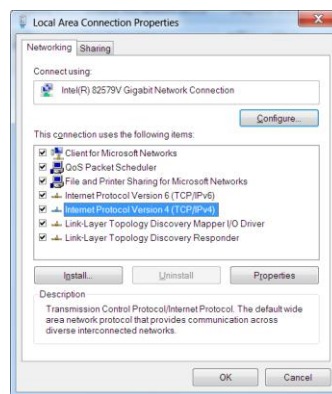 Local Area Connection Properties
Networking
Sharing
Connect using:
Intel(R) 82579V Gigabit Network Connection
Configure...
This connection uses the following items:
Client for Microsoft Networks
QoS Packet Scheduler
File and Printer Sharing for Microsoft Networks
Internet Protocol Version 6 (TCP/IPv6)
Internet Protocol Version 4 (TCP/IPv4)
Link-Layer Topology Discovery Mapper I/O Driver
Link-Layer Topology Discovery Responder
Install...
Uninstall
Properties
Description
Transmission Control Protocol/Internet Protocol. The default wide
area network protocol that provides communication across
diverse interconnected networks.
OK
Cancel